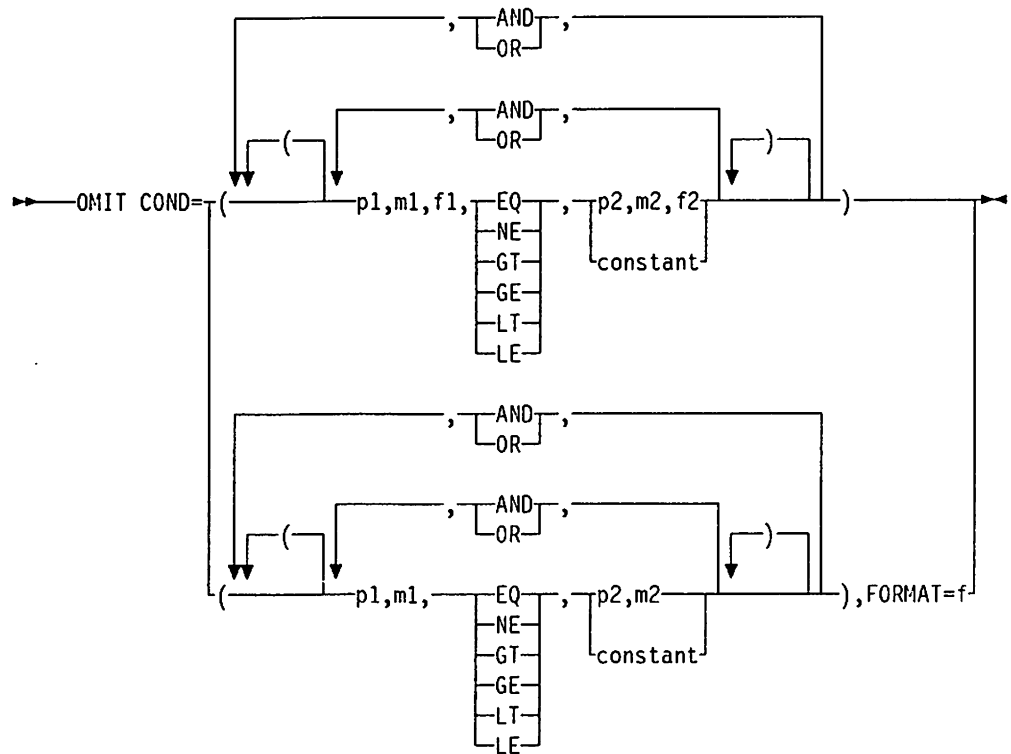 , AND ,
OR
, AND ,
( OR )
OMIT COND= ( p1,m1,f1, EQ , p2,m2,f2 )
NE
GT constant
GE
LT
LE
, AND ,
OR
, AND ,
( OR )
( p1,m1, EQ , p2,m2 ),FORMAT=f
NE
GT constant
GE
LT
LE